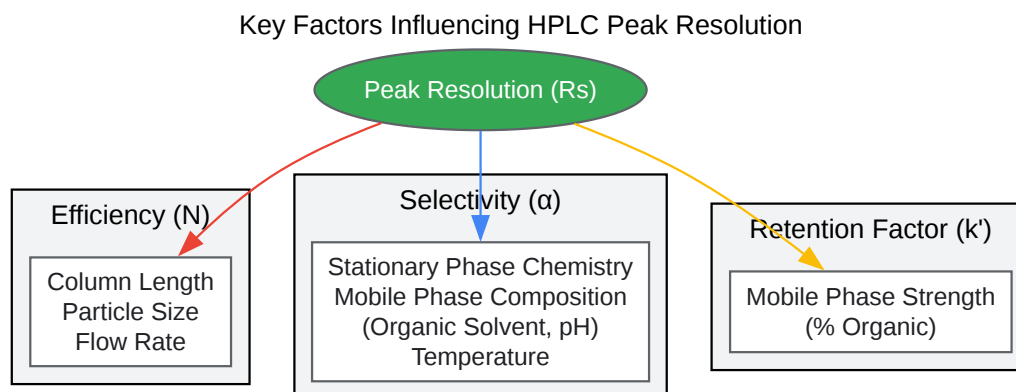 Key Factors Influencing HPLC Peak Resolution
Peak Resolution (Rs)
Efficiency (N)
Column Length
Particle Size
Flow Rate
Selectivity (α)
Stationary Phase Chemistry
Mobile Phase Composition
(Organic Solvent, pH)
Temperature
Retention Factor (k')
Mobile Phase Strength
(% Organic)